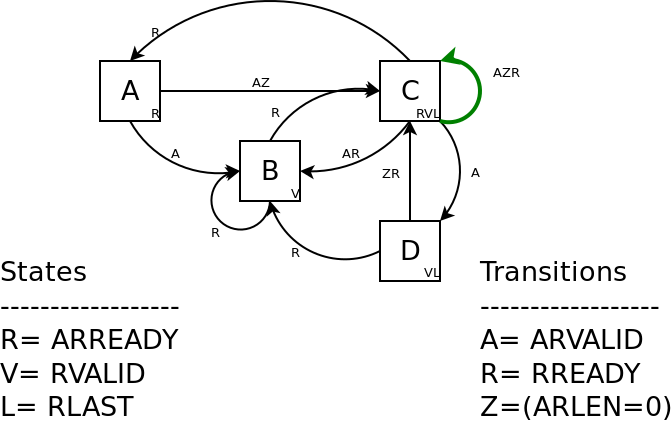 R
A
AZ
C
AZR
R
RVL
R
A
B
AR
ZR
A
V
R
R
D
VL
States
------------------
R= ARREADY
V= RVALID
L= RLAST
Transitions
------------------
A= ARVALID
R= RREADY
Z=(ARLEN=0)